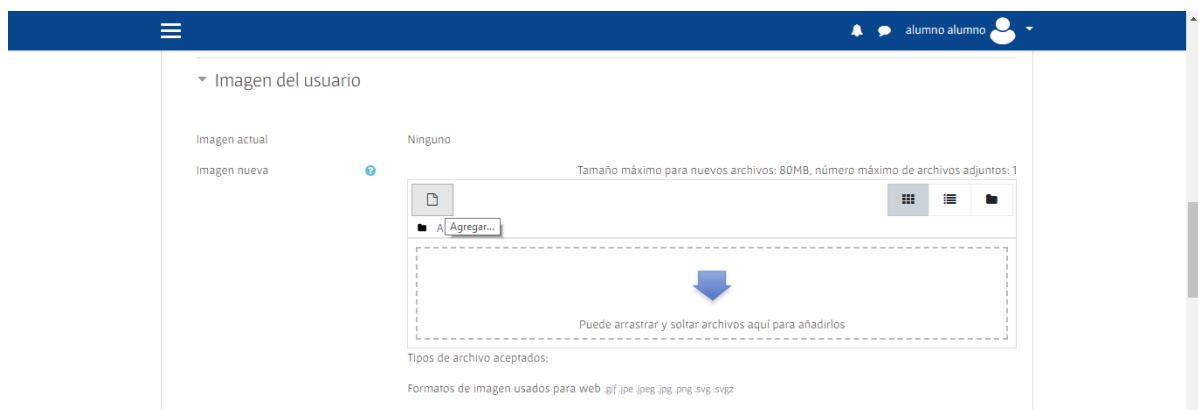 alumno alumno
Imagen del usuario
Imagen actual Ninguno
Imagen nueva Tamaño máximo para nuevos archivos: 80MB, número máximo de archivos adjuntos: 1
A Agregar...
Puede arrastrar y soltar archivos aquí para añadirlos
Tipos de archivo aceptados:
Formatos de imagen usados para web .gif .jpe .jpeg .jpg .png .svg .svgz